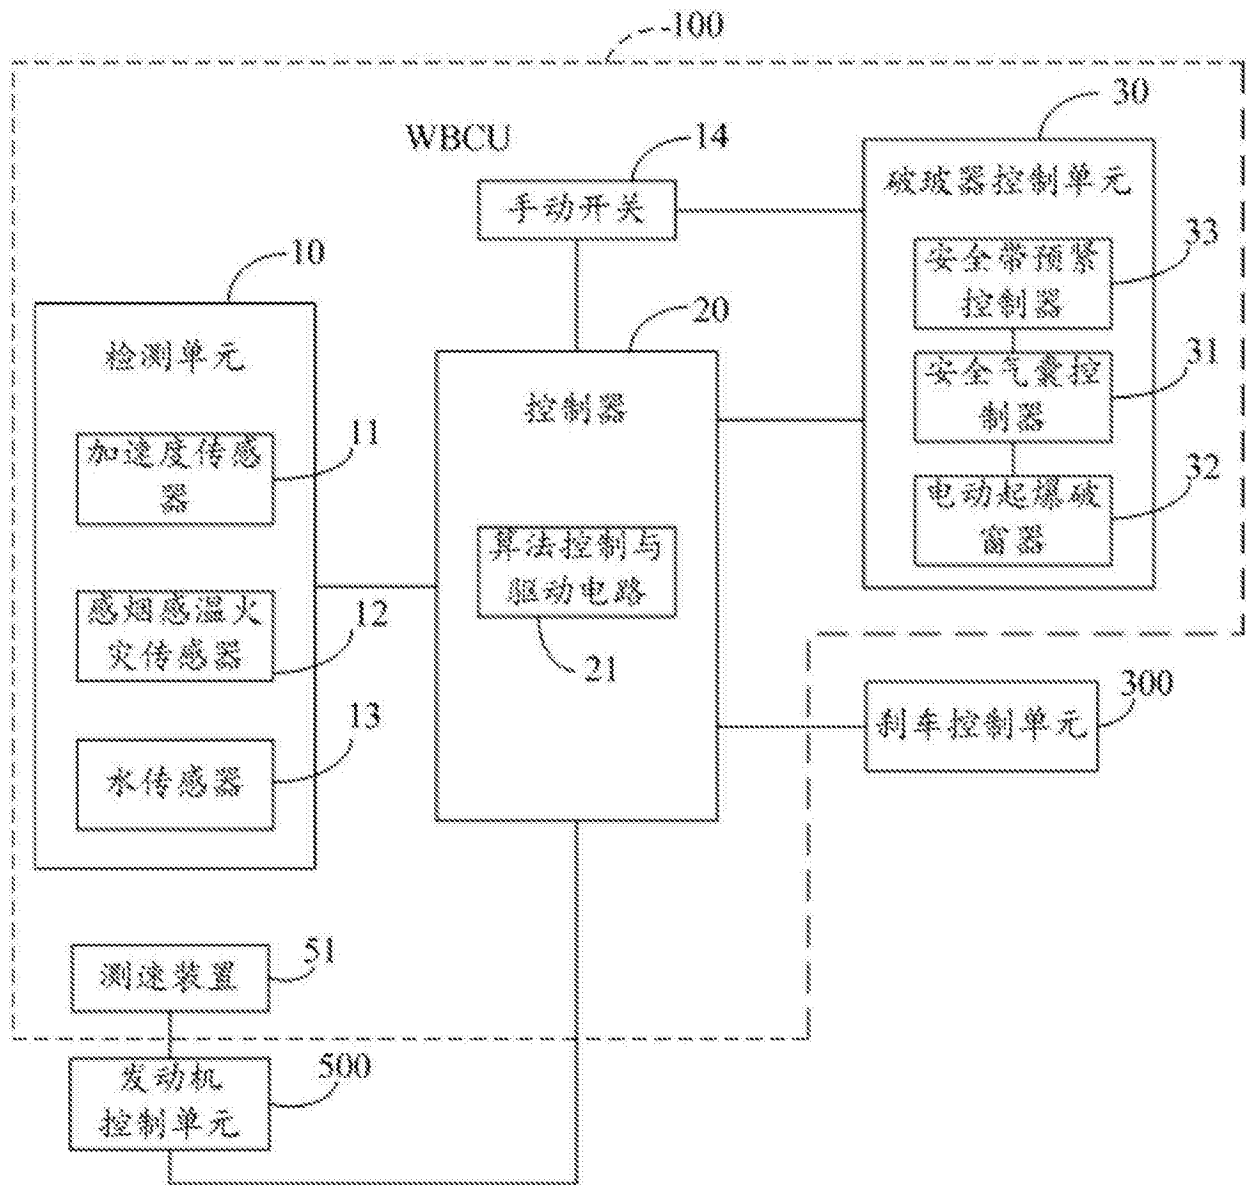 100
WBCU
14
手动开关
30
破玻器控制单元
33
安全带预紧
控制器
31
安全气囊控
制器
32
电动起爆破
窗器
10
检测单元
11
加速度传感
器
12
感烟感温火
灾传感器
13
水传感器
20
控制器
算法控制与
驱动电路
21
300
刹车控制单元
51
测速装置
500
发动机
控制单元